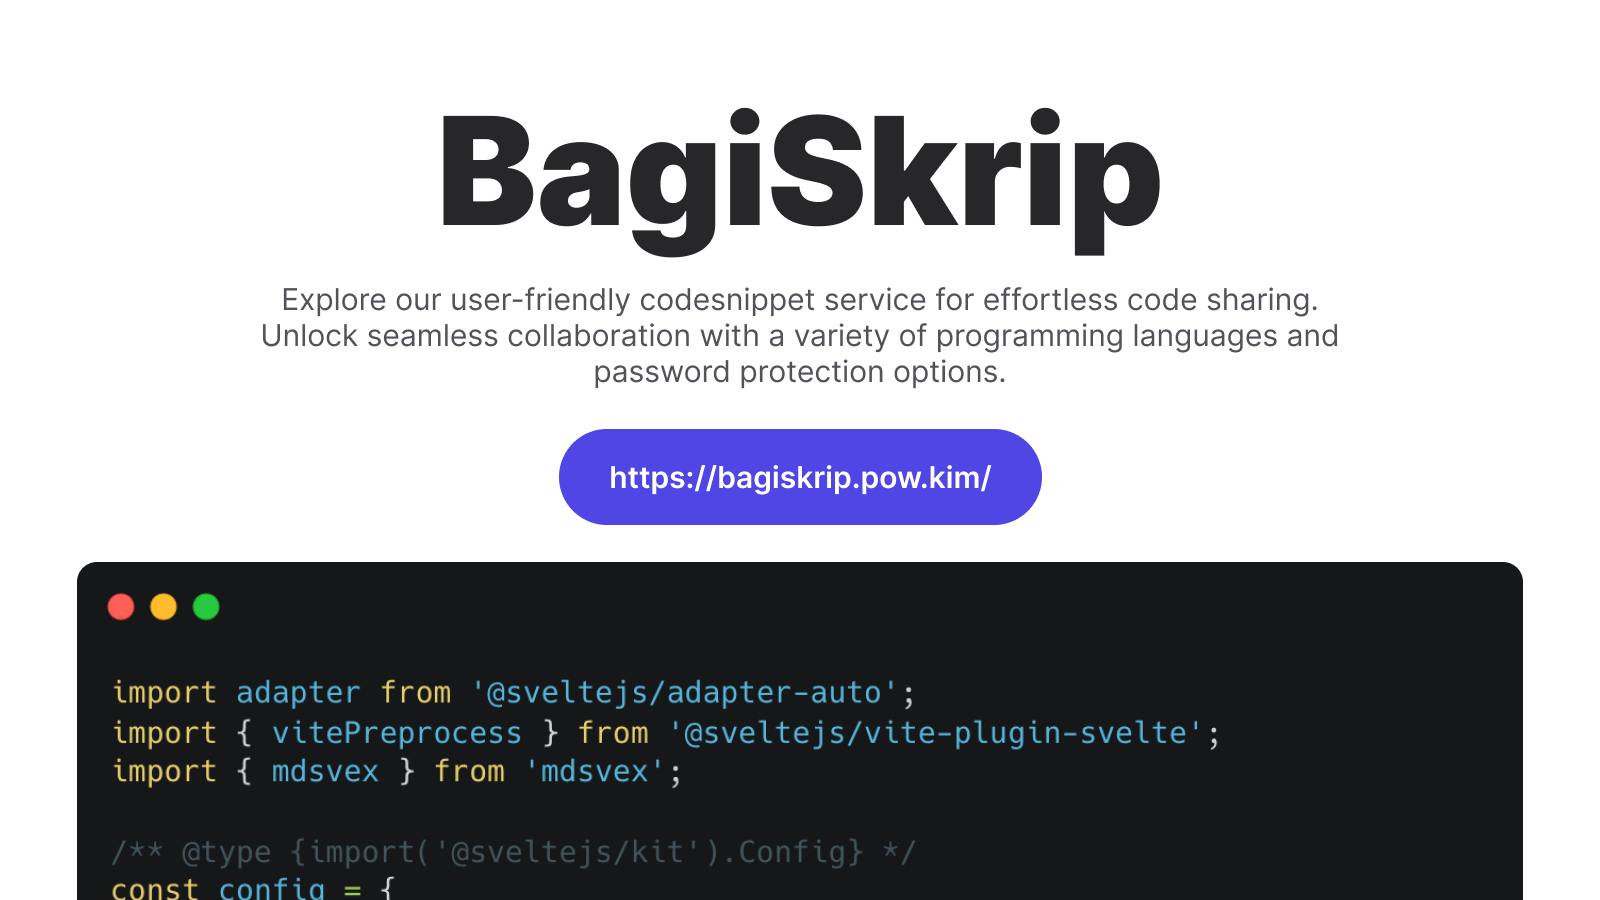 BagiSkrip
Explore our user-friendly codesnippet service for effortless code sharing.
Unlock seamless collaboration with a variety of programming languages and
password protection options.
https://bagiskrip.pow.kim/
import adapter from '@sveltejs/adapter-auto';
import { vitePreprocess } from '@sveltejs/vite-plugin-svelte';
import { mdsvex } from 'mdsvex';
/** @type {import('@sveltejs/kit').Config} */
const config = {